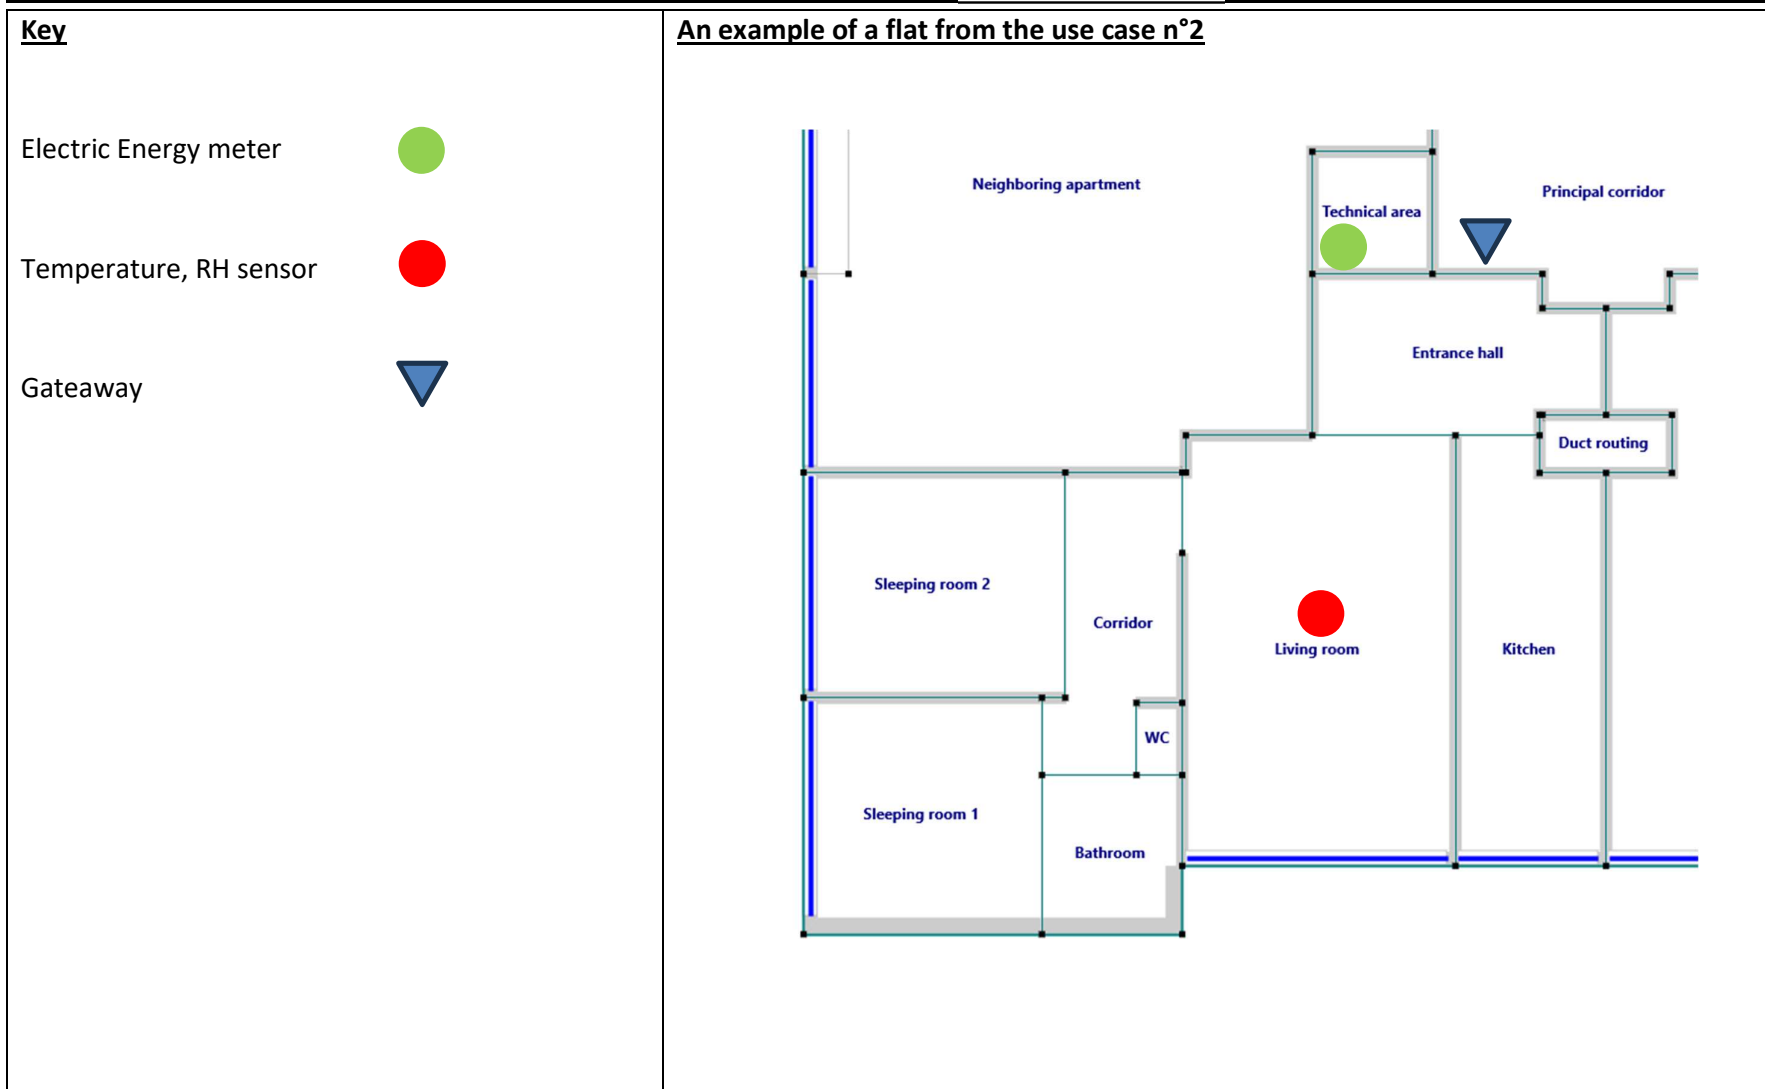 Key
Electric Energy meter
Temperature, RH sensor
Gateaway
An example of a flat from the use case n°2
Neighboring apartment
Principal corridor
Technical area
Entrance hall
Duct routing
Sleeping room 2
Corridor
Living room
Kitchen
WC
Sleeping room 1
Bathroom